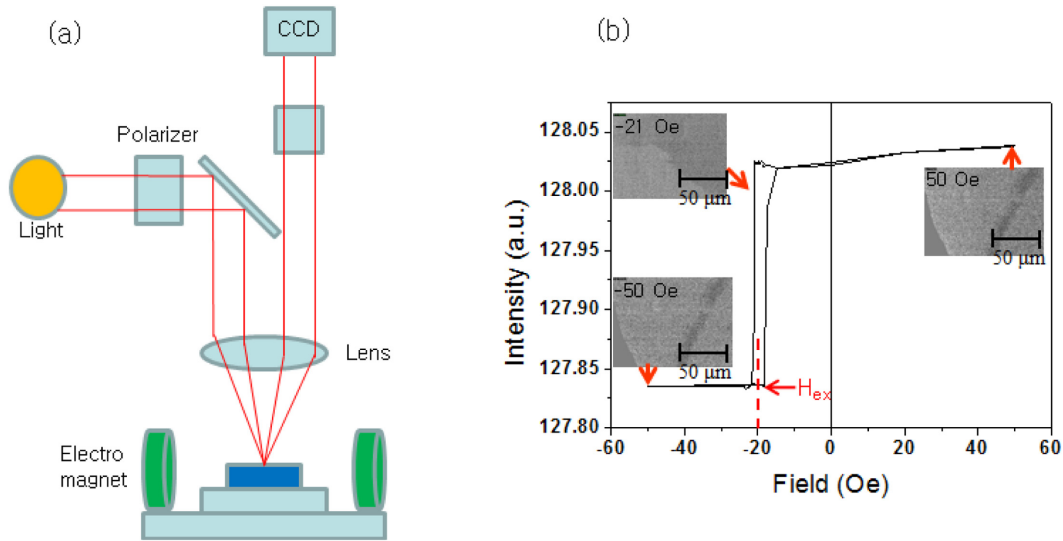 (a)
CCD
Polarizer
Light
Lens
Electro
magnet
(b)
128.05
128.00
127.95
127.90
127.85
127.80
Intensity (a.u.)
-21 Oe
50 μm
50 Oe
50 μm
-50 Oe
50 μm
Hex
-60 -40 -20 0 20 40 60
Field (Oe)